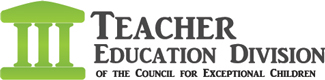 Teacher
Education Division
of the Council for Exceptional Children